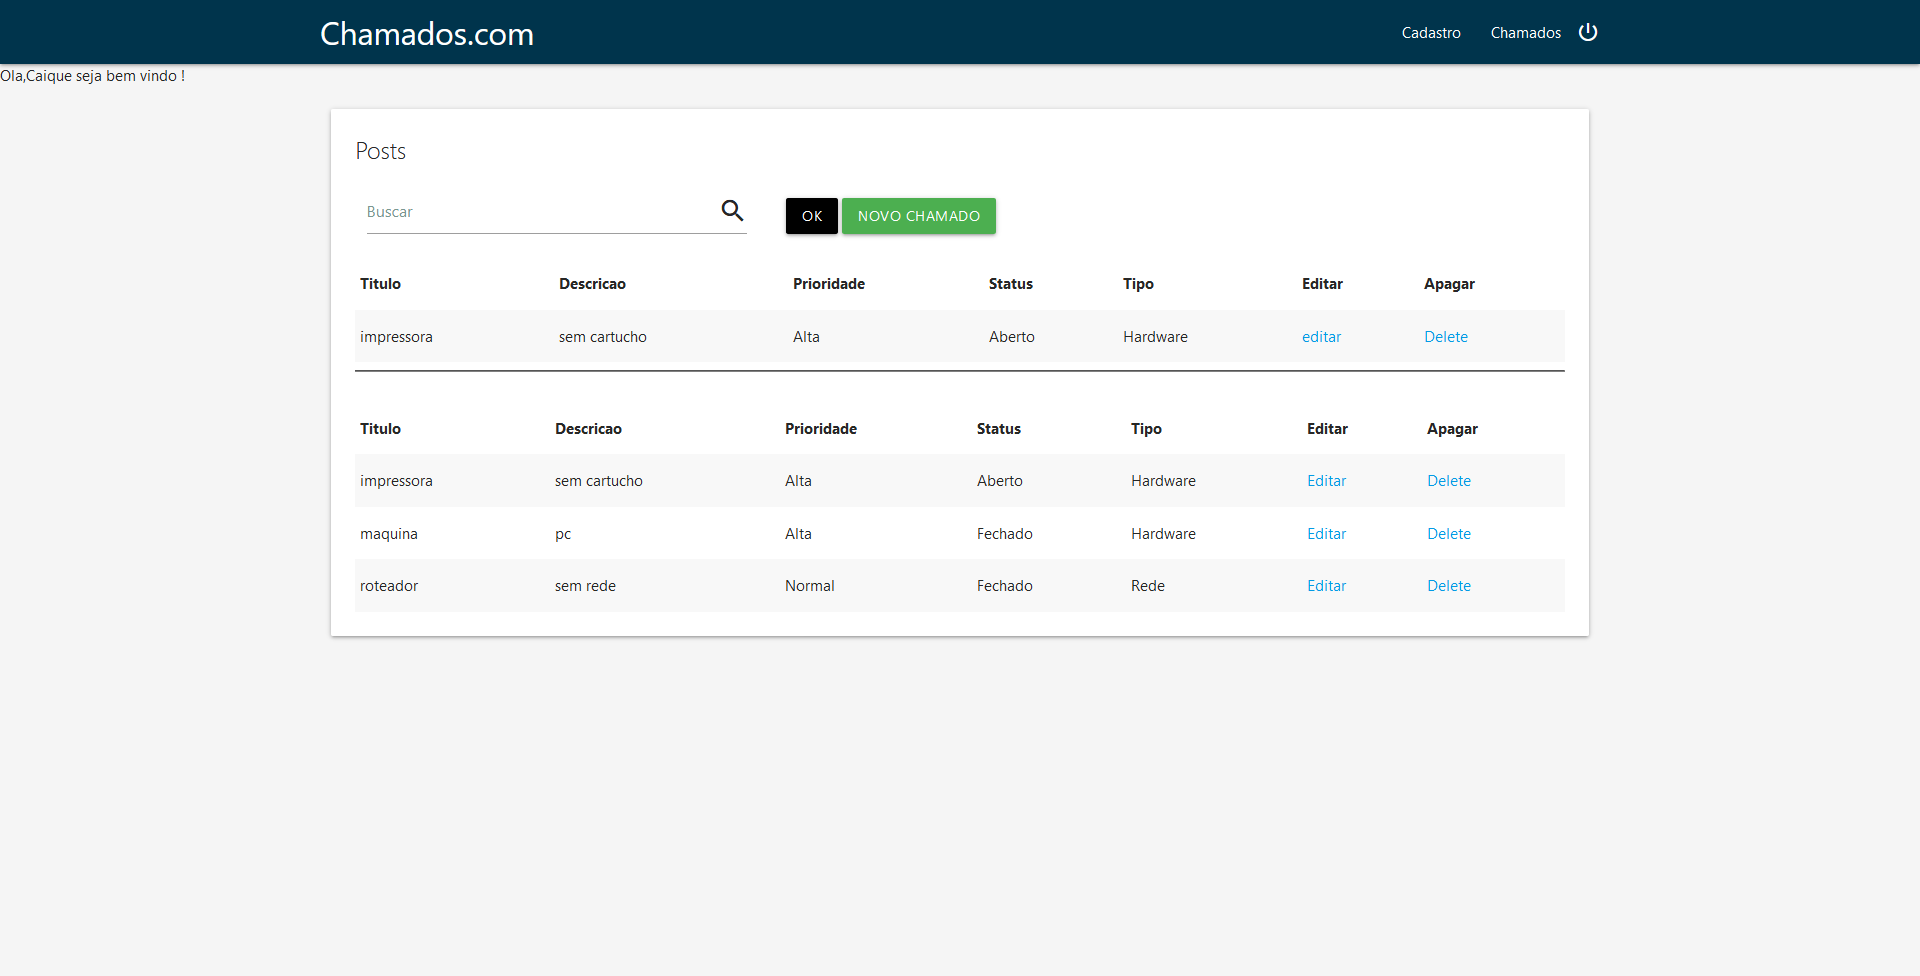 Chamados.com Cadastro Chamados
Ola,Caique seja bem vindo !
Posts
Buscar OK NOVO CHAMADO
Titulo Descricao Prioridade Status Tipo Editar Apagar
impressora sem cartucho Alta Aberto Hardware editar Delete
Titulo Descricao Prioridade Status Tipo Editar Apagar
impressora sem cartucho Alta Aberto Hardware Editar Delete
maquina pc Alta Fechado Hardware Editar Delete
roteador sem rede Normal Fechado Rede Editar Delete